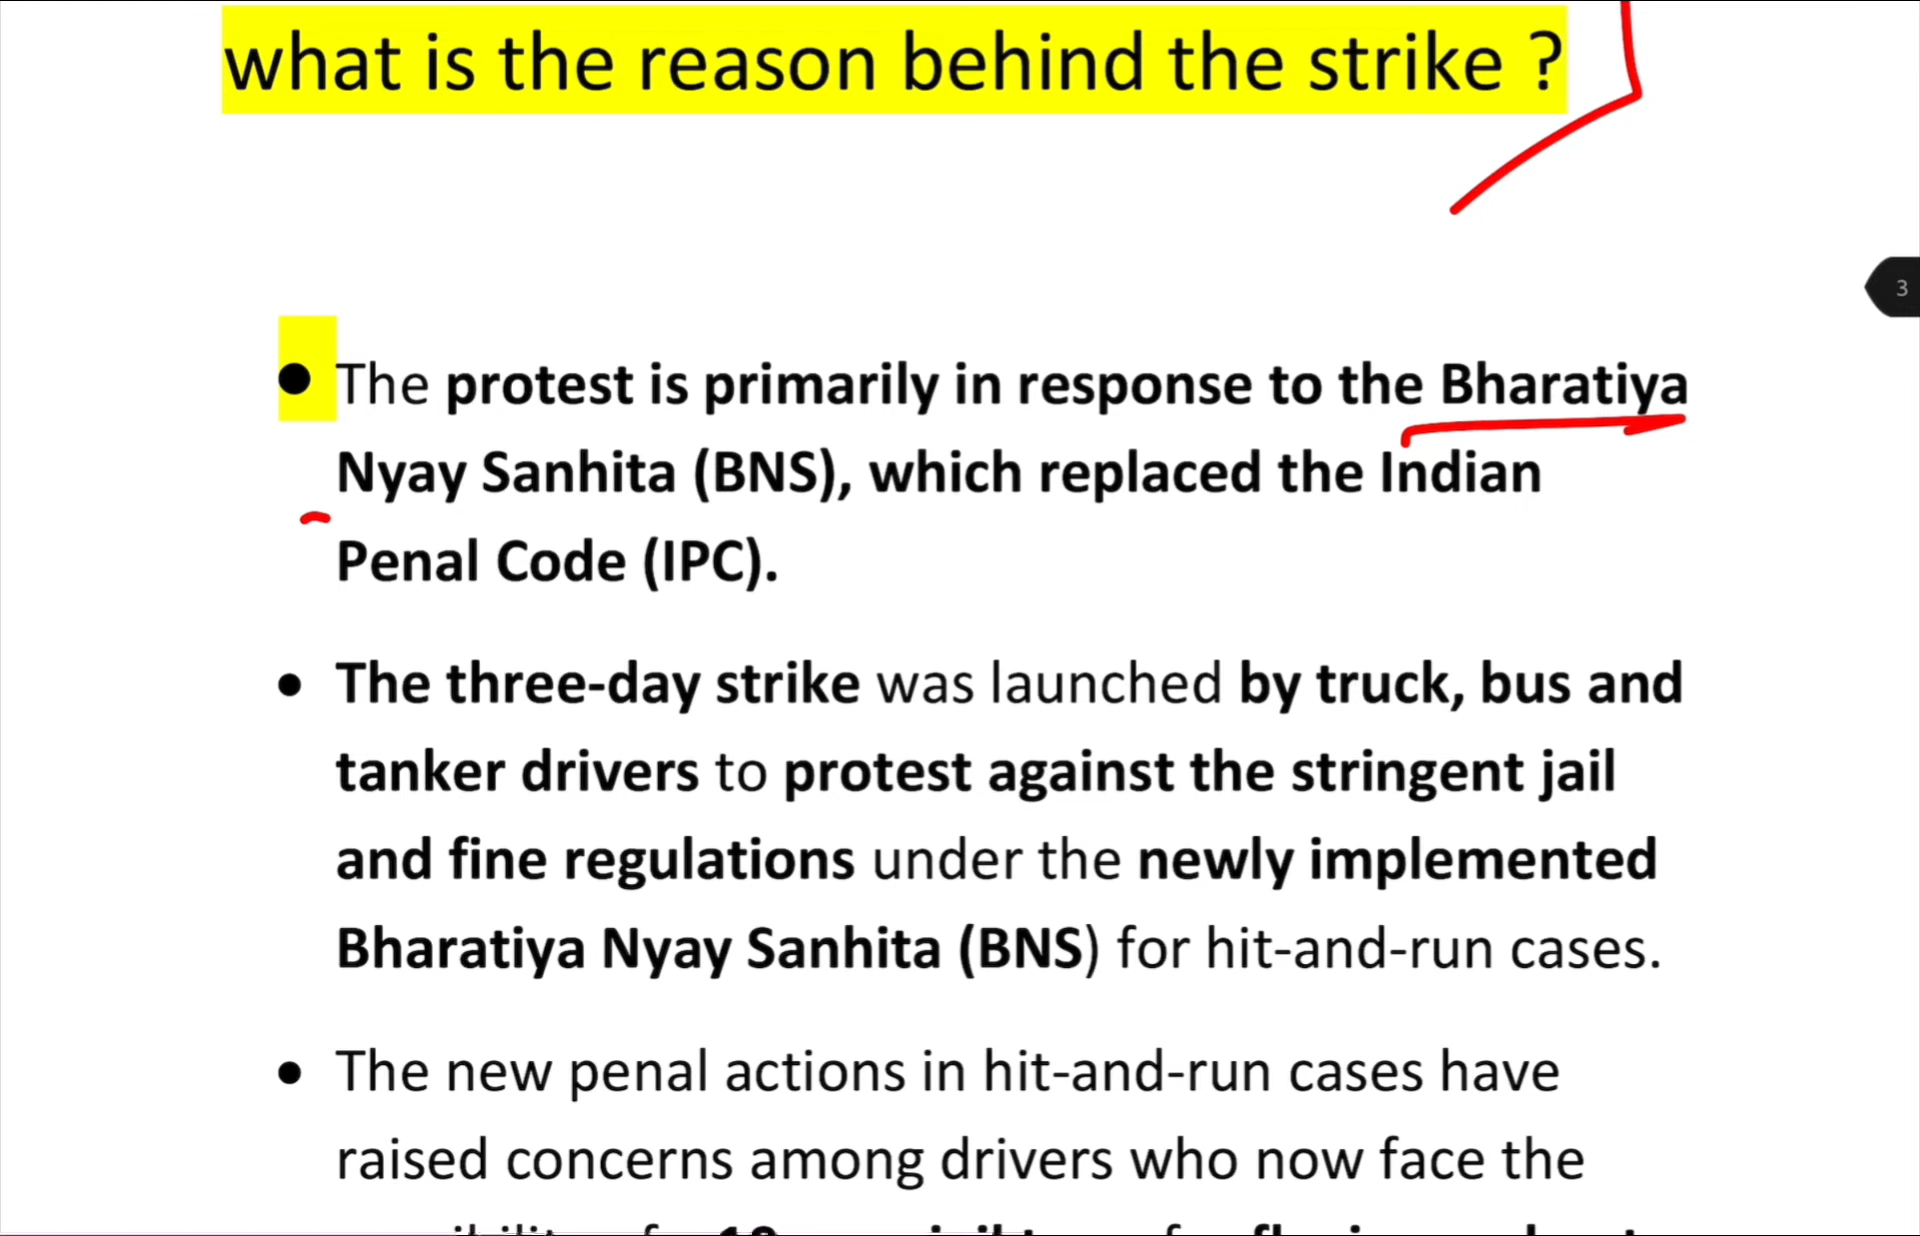 what is the reason behind the strike ?
3
● The protest is primarily in response to the Bharatiya
Nyay Sanhita (BNS), which replaced the Indian
Penal Code (IPC).
● The three-day strike was launched by truck, bus and
tanker drivers to protest against the stringent jail
and fine regulations under the newly implemented
Bharatiya Nyay Sanhita (BNS) for hit-and-run cases.
● The new penal actions in hit-and-run cases have
raised concerns among drivers who now face the